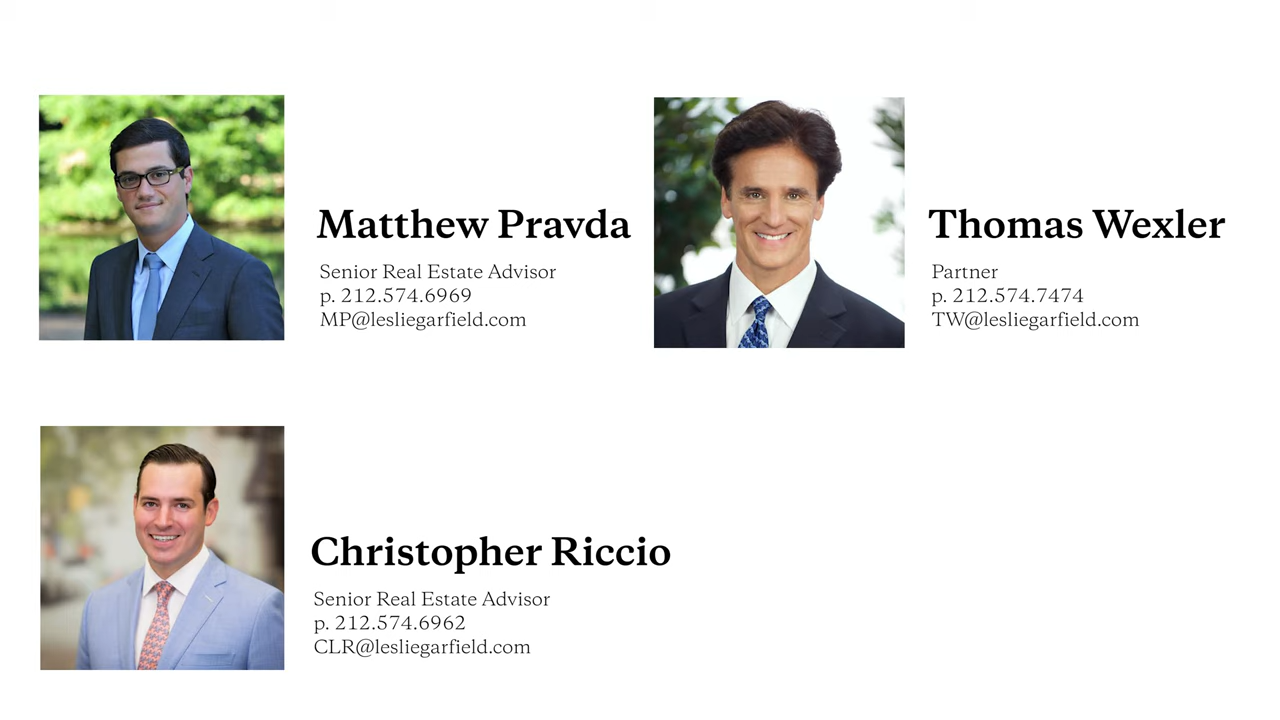 Matthew Pravda
Senior Real Estate Advisor
p. 212.574.6969
MP@lesliegarfield.com
Thomas Wexler
Partner
p. 212.574.7474
TW@lesliegarfield.com
Christopher Riccio
Senior Real Estate Advisor
p. 212.574.6962
CLR@lesliegarfield.com